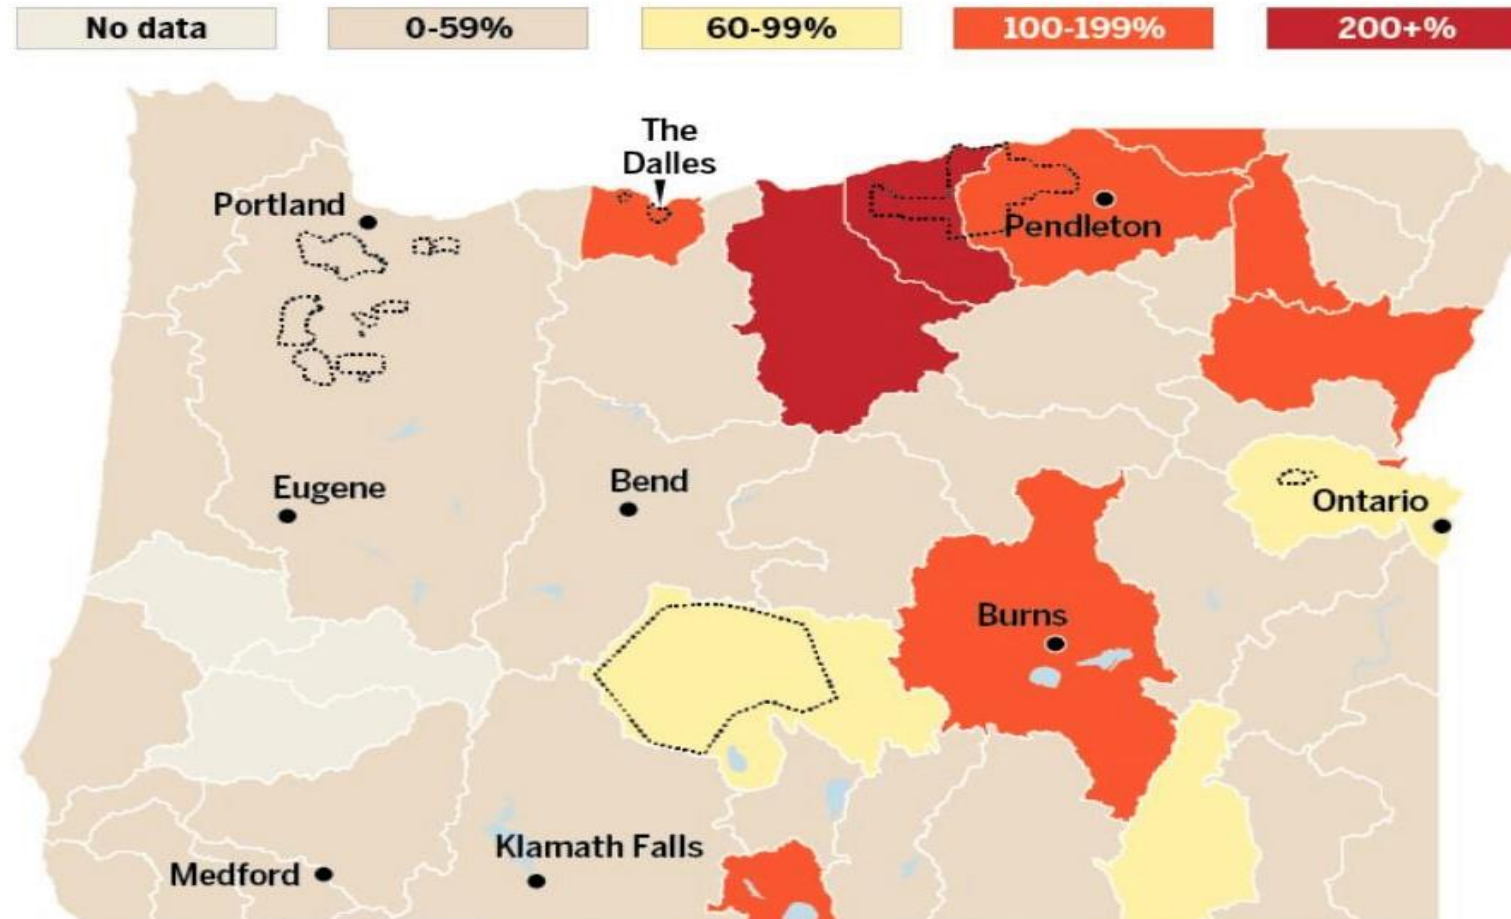 No data
0-59%
60-99%
100-199%
200+%
The
Dalles
Portland
Pendleton
Eugene
Bend
Ontario
Burns
Klamath Falls
Medford